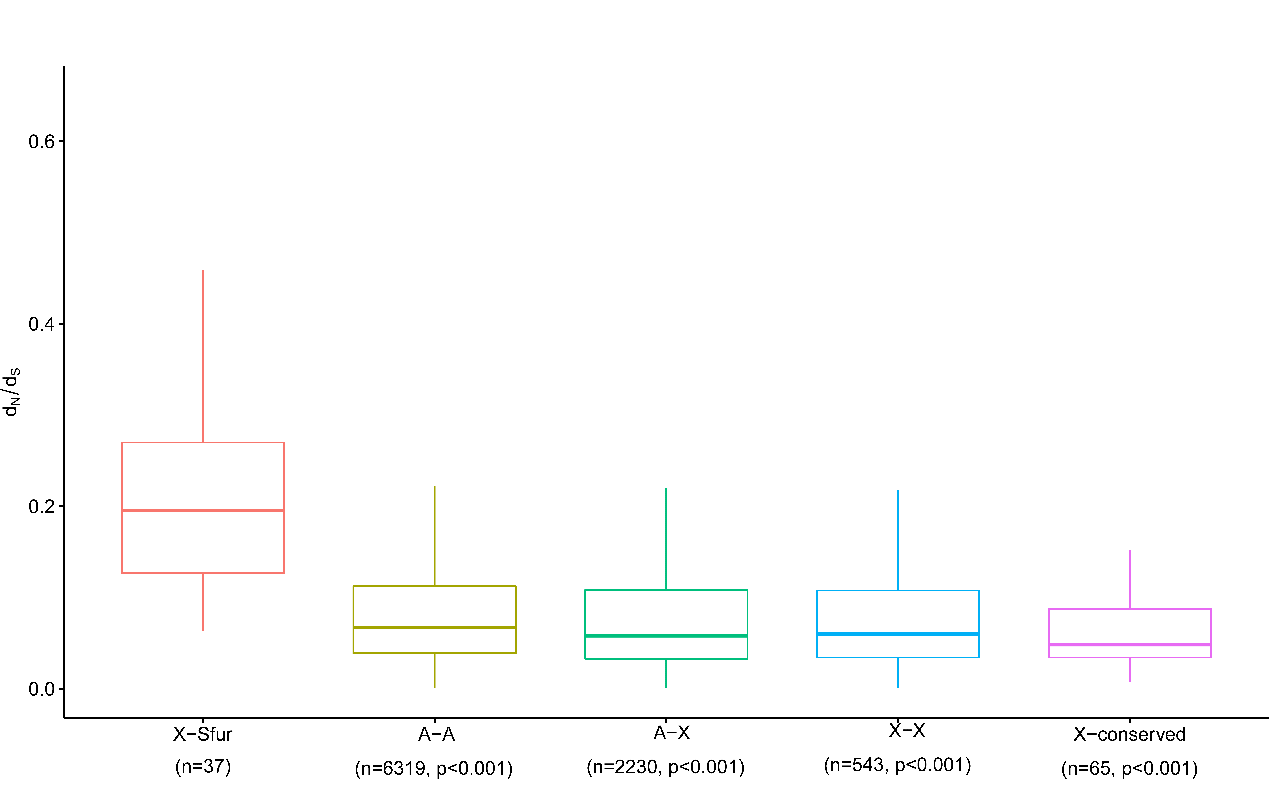 0.6
0.4
0.2
0.0
dN/dS
X−Sfur
A−A
A−X
X−X
X−conserved
(n=37)
(n=6319, p<0.001)
(n=2230, p<0.001)
(n=543, p<0.001)
(n=65, p<0.001)